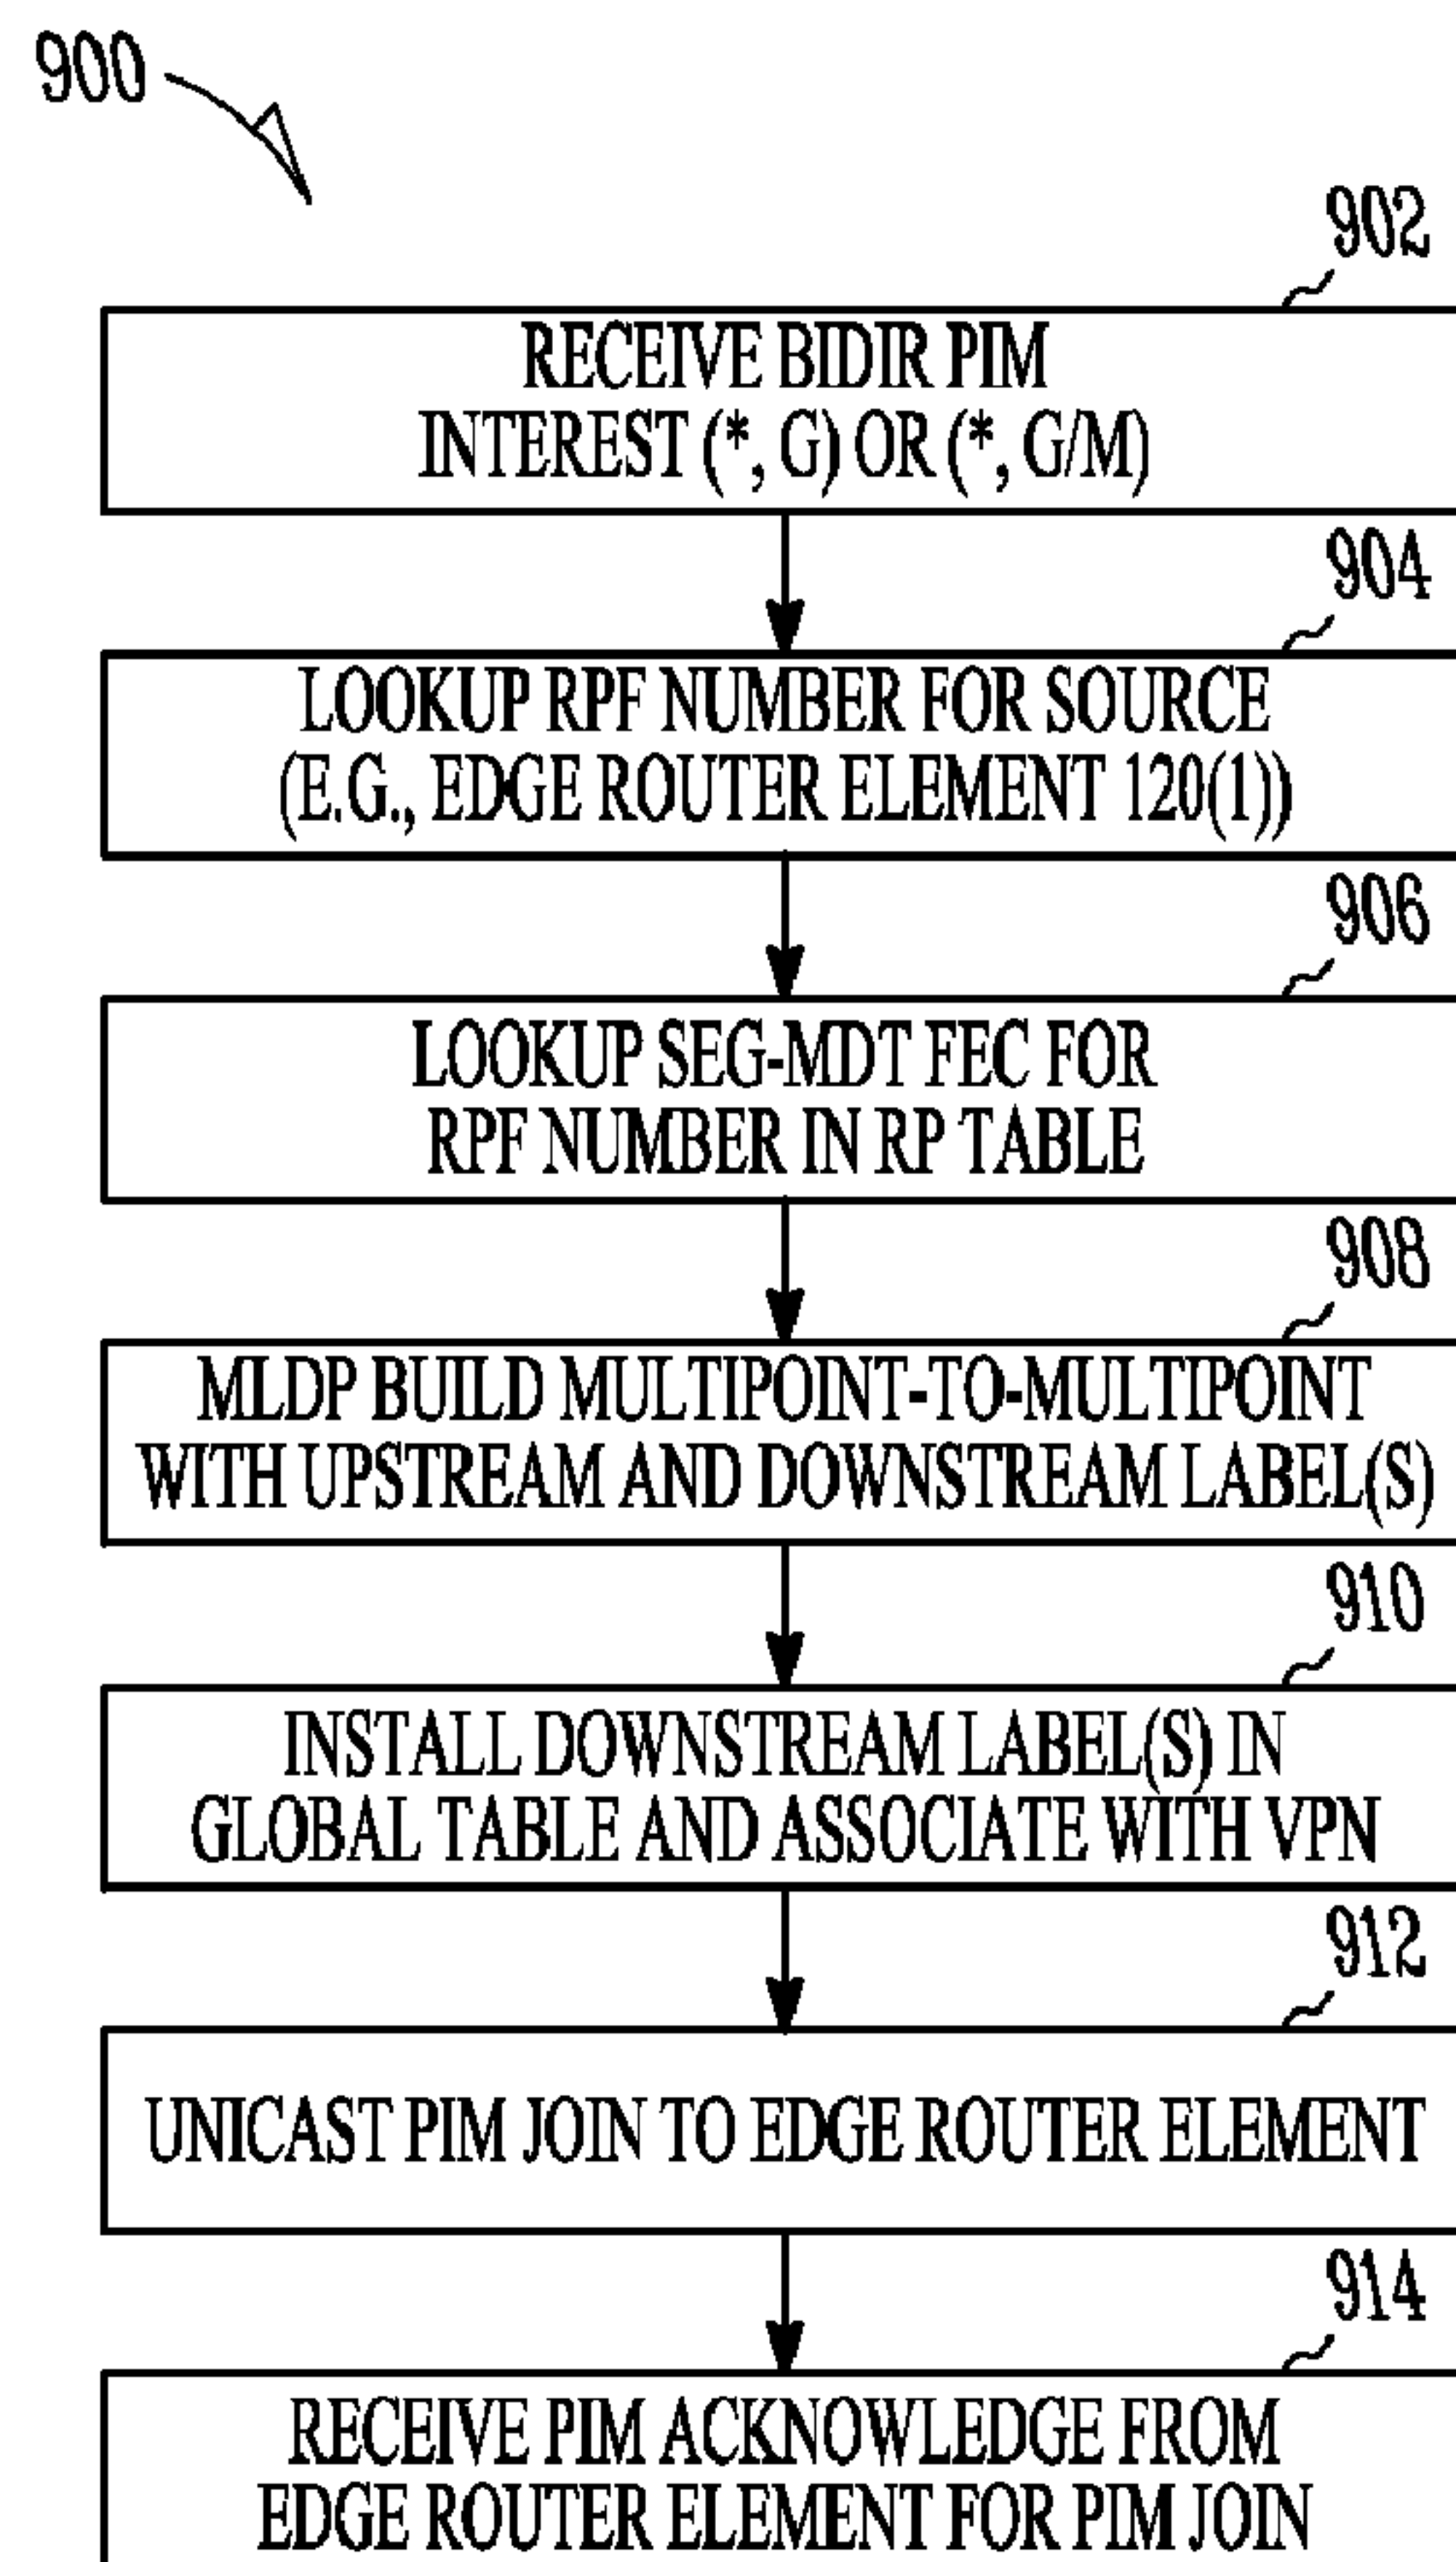 900
902
RECEIVE BIDIR PIM
INTEREST (*, G) OR (*, G/M)
904
LOOKUP RPF NUMBER FOR SOURCE
(E.G., EDGE ROUTER ELEMENT 120(1))
906
LOOKUP SEG-MDT FEC FOR
RPF NUMBER IN RP TABLE
908
MLDP BUILD MULTIPOINT-TO-MULTIPOINT
WITH UPSTREAM AND DOWNSTREAM LABEL(S)
910
INSTALL DOWNSTREAM LABEL(S) IN
GLOBAL TABLE AND ASSOCIATE WITH VPN
912
UNICAST PIM JOIN TO EDGE ROUTER ELEMENT
914
RECEIVE PIM ACKNOWLEDGE FROM
EDGE ROUTER ELEMENT FOR PIM JOIN